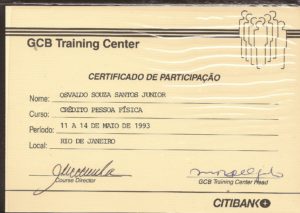 GCB Training Center
CERTIFICADO DE PARTICIPAÇÃO
Nome: OSVALDO SOUZA SANTOS JUNIOR
Curso: CRÉDITO PESSOA FÍSICA
Período: 11 A 14 DE MAIO DE 1993
Local: RIO DE JANEIRO
Course Director
GCB Training Center Head
CITIBANK